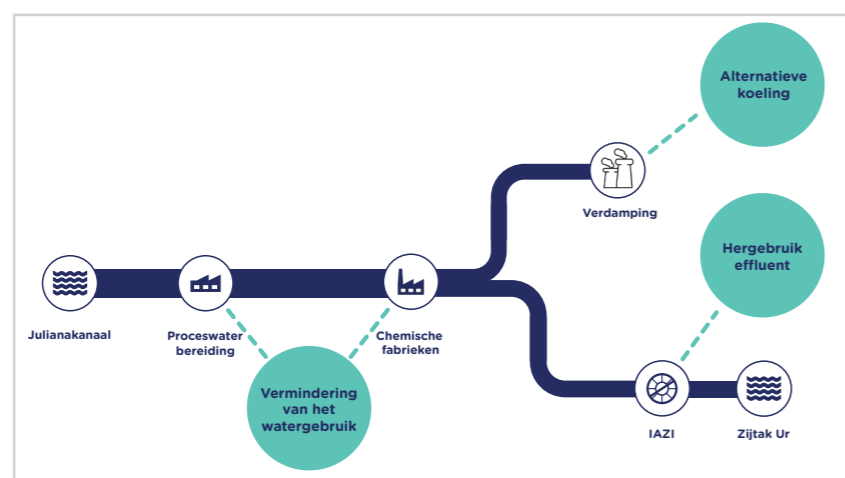 Alternatieve
koeling
Verdamping
Hergebruik
effluent
Julianakanaal
Proceswater
bereiding
Chemische
fabrieken
Vermindering
van het
watergebruik
IAZI
Zijtak Ur